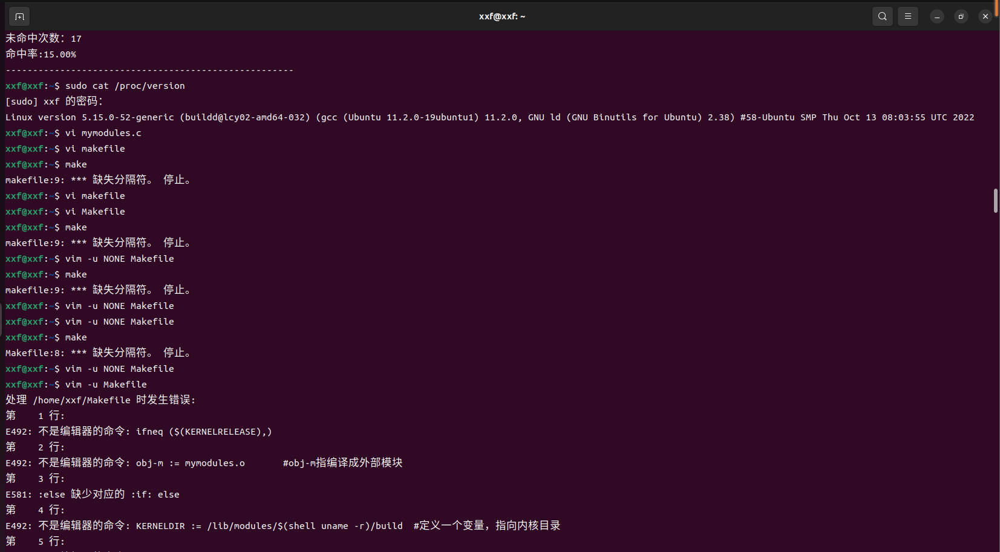 xxf@xxf: ~
未命中次数：17
命中率:15.00%
-----------------------------------------------------
xxf@xxf:~$ sudo cat /proc/version
[sudo] xxf 的密码：
Linux version 5.15.0-52-generic (buildd@lcy02-amd64-032) (gcc (Ubuntu 11.2.0-19ubuntu1) 11.2.0, GNU ld (GNU Binutils for Ubuntu) 2.38) #58-Ubuntu SMP Thu Oct 13 08:03:55 UTC 2022
xxf@xxf:~$ vi mymodules.c
xxf@xxf:~$ vi makefile
xxf@xxf:~$ make
makefile:9: *** 缺失分隔符。 停止。
xxf@xxf:~$ vi makefile
xxf@xxf:~$ vi Makefile
xxf@xxf:~$ make
makefile:9: *** 缺失分隔符。 停止。
xxf@xxf:~$ vim -u NONE Makefile
xxf@xxf:~$ make
makefile:9: *** 缺失分隔符。 停止。
xxf@xxf:~$ vim -u NONE Makefile
xxf@xxf:~$ vim -u NONE Makefile
xxf@xxf:~$ make
Makefile:8: *** 缺失分隔符。 停止。
xxf@xxf:~$ vim -u NONE Makefile
xxf@xxf:~$ vim -u Makefile
处理 /home/xxf/Makefile 时发生错误:
第    1 行:
E492: 不是编辑器的命令: ifneq ($(KERNELRELEASE),)
第    2 行:
E492: 不是编辑器的命令: obj-m := mymodules.o       #obj-m指编译成外部模块
第    3 行:
E581: :else 缺少对应的 :if: else
第    4 行:
E492: 不是编辑器的命令: KERNELDIR := /lib/modules/$(shell uname -r)/build  #定义一个变量，指向内核目录
第    5 行: